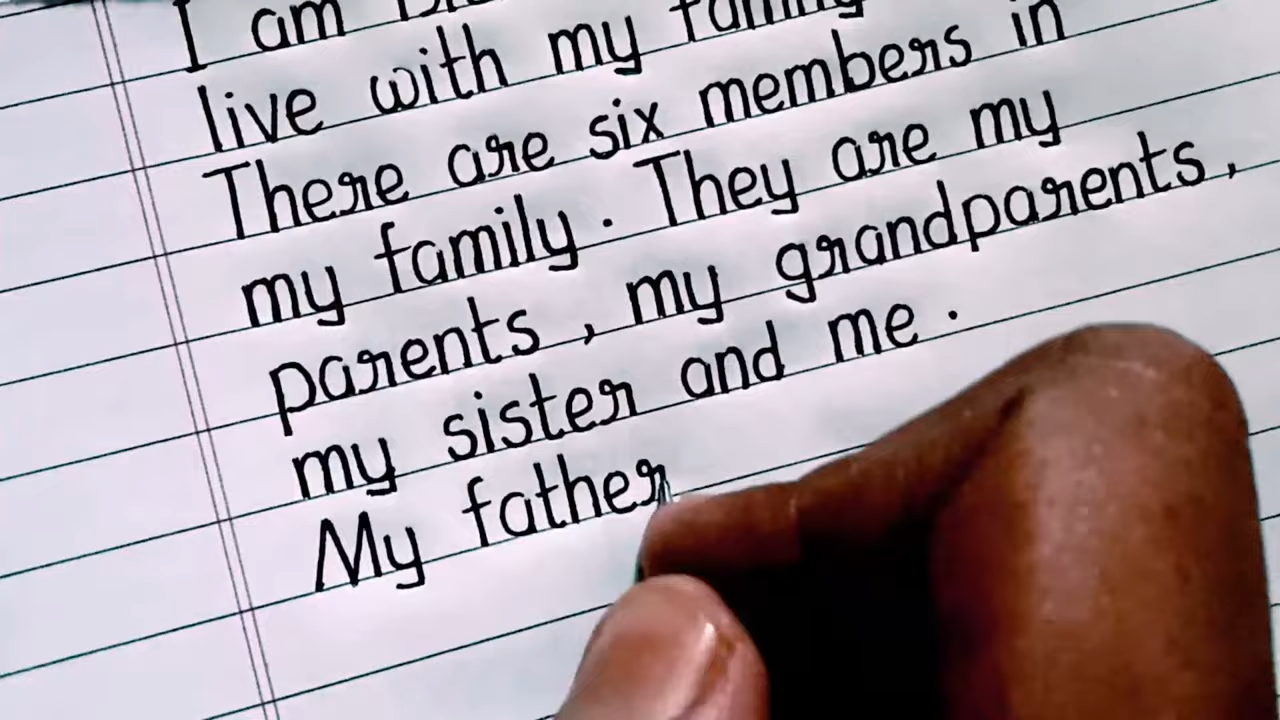 I am
live with my family
There are six members in
my family. They are my
parents, my grandparents,
my sister and me.
My father